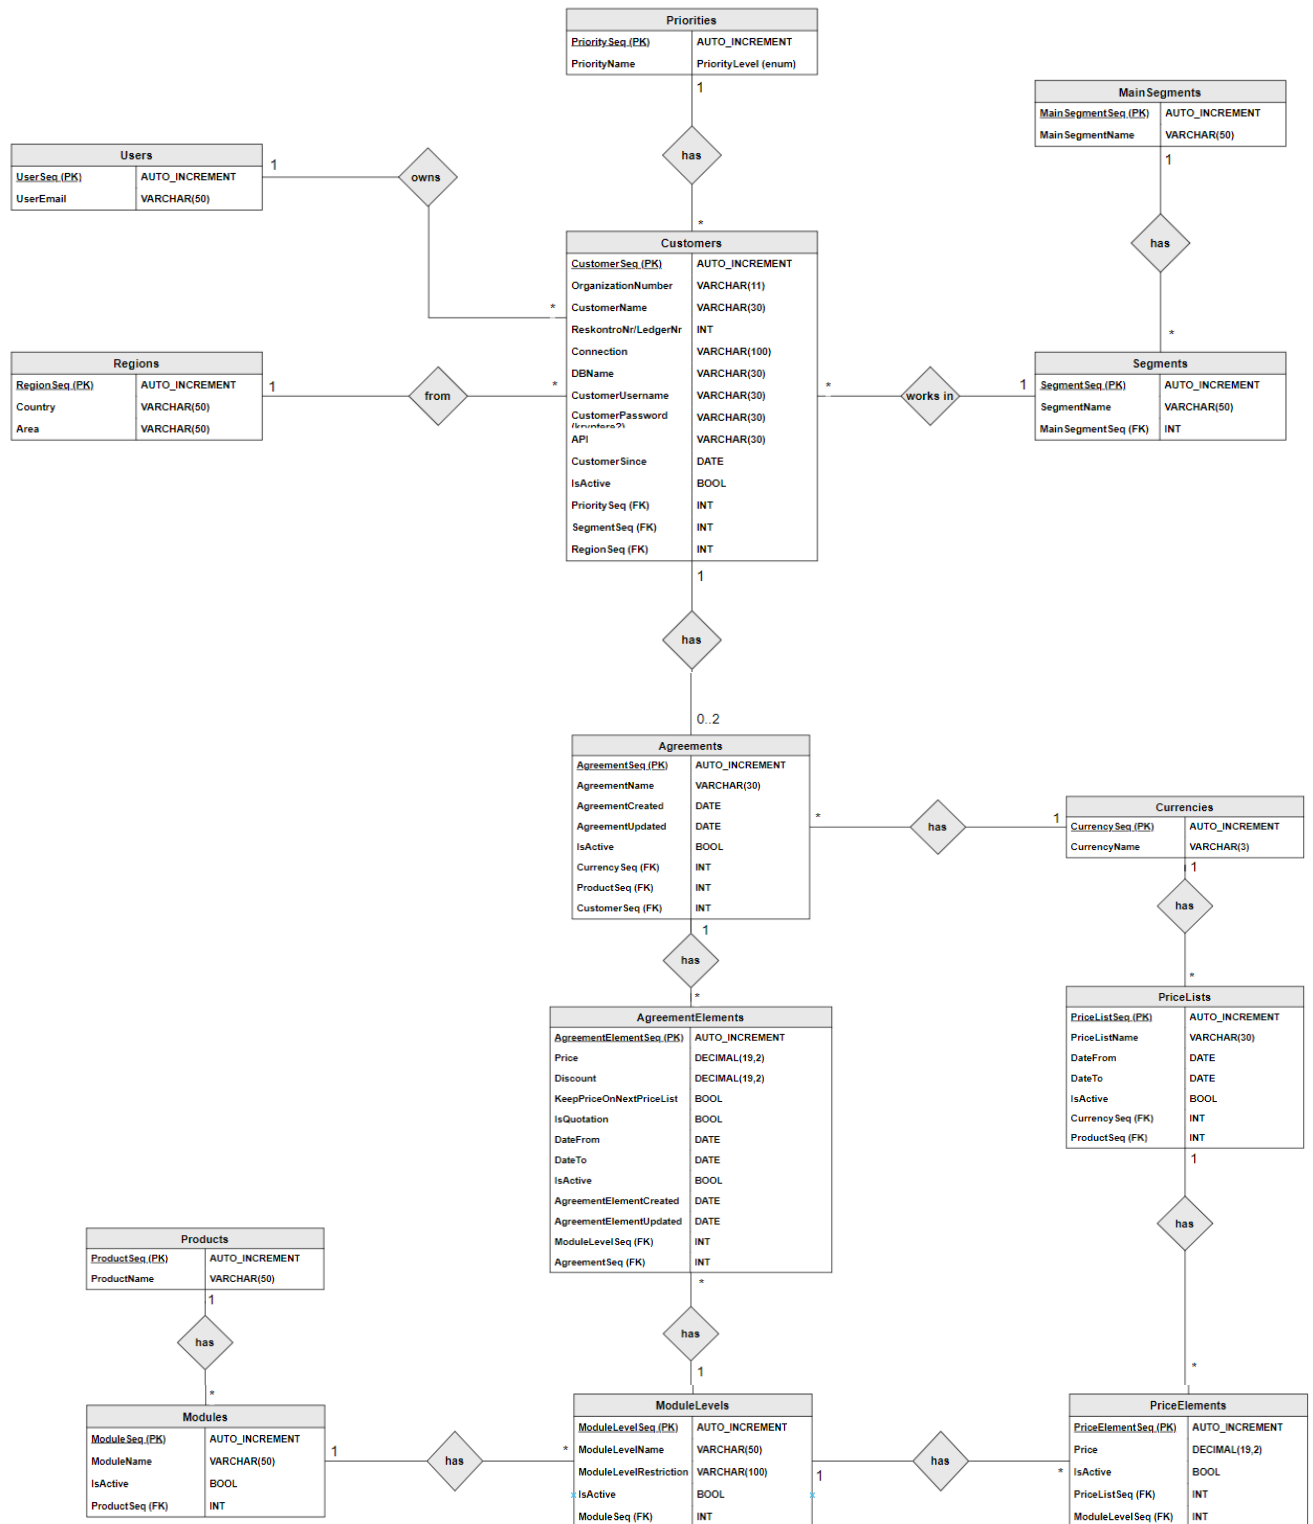 Priorities
PrioritySeq (PK) AUTO_INCREMENT
PriorityName PriorityLevel (enum)
1
has
*
MainSegments
MainSegmentSeq (PK) AUTO_INCREMENT
MainSegmentName VARCHAR(50)
1
has
*
Users
UserSeq (PK) AUTO_INCREMENT
UserEmail VARCHAR(50)
1
owns
*
Customers
CustomerSeq (PK) AUTO_INCREMENT
OrganizationNumber VARCHAR(11)
CustomerName VARCHAR(30)
ReskontroNr/LedgerNr INT
Connection VARCHAR(100)
DBName VARCHAR(30)
CustomerUsername VARCHAR(30)
CustomerPassword VARCHAR(30)
(kryptere?)
API VARCHAR(30)
CustomerSince DATE
IsActive BOOL
PrioritySeq (FK) INT
SegmentSeq (FK) INT
RegionSeq (FK) INT
Regions
RegionSeq (PK) AUTO_INCREMENT
Country VARCHAR(50)
Area VARCHAR(50)
1
from
*
*
works in
1
Segments
SegmentSeq (PK) AUTO_INCREMENT
SegmentName VARCHAR(50)
MainSegmentSeq (FK) INT
1
has
0..2
Agreements
AgreementSeq (PK) AUTO_INCREMENT
AgreementName VARCHAR(30)
AgreementCreated DATE
AgreementUpdated DATE
IsActive BOOL
CurrencySeq (FK) INT
ProductSeq (FK) INT
CustomerSeq (FK) INT
*
has
1
Currencies
CurrencySeq (PK) AUTO_INCREMENT
CurrencyName VARCHAR(3)
1
has
*
1
has
*
AgreementElements
AgreementElementSeq (PK) AUTO_INCREMENT
Price DECIMAL(19,2)
Discount DECIMAL(19,2)
KeepPriceOnNextPriceList BOOL
IsQuotation BOOL
DateFrom DATE
DateTo DATE
IsActive BOOL
AgreementElementCreated DATE
AgreementElementUpdated DATE
ModuleLevelSeq (FK) INT
AgreementSeq (FK) INT
PriceLists
PriceListSeq (PK) AUTO_INCREMENT
PriceListName VARCHAR(30)
DateFrom DATE
DateTo DATE
IsActive BOOL
CurrencySeq (FK) INT
ProductSeq (FK) INT
1
has
*
Products
ProductSeq (PK) AUTO_INCREMENT
ProductName VARCHAR(50)
1
has
*
*
has
1
Modules
ModuleSeq (PK) AUTO_INCREMENT
ModuleName VARCHAR(50)
IsActive BOOL
ProductSeq (FK) INT
1
has
*
ModuleLevels
ModuleLevelSeq (PK) AUTO_INCREMENT
ModuleLevelName VARCHAR(50)
ModuleLevelRestriction VARCHAR(100)
IsActive BOOL
ModuleSeq (FK) INT
1
has
*
PriceElements
PriceElementSeq (PK) AUTO_INCREMENT
Price DECIMAL(19,2)
IsActive BOOL
PriceListSeq (FK) INT
ModuleLevelSeq (FK) INT